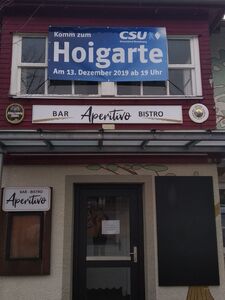 Komm zum
CSU
Hoigarte
Am 13. Dezember 2019 ab 19 Uhr
BAR Aperitivo BISTRO
BAR - BISTRO
Aperitivo